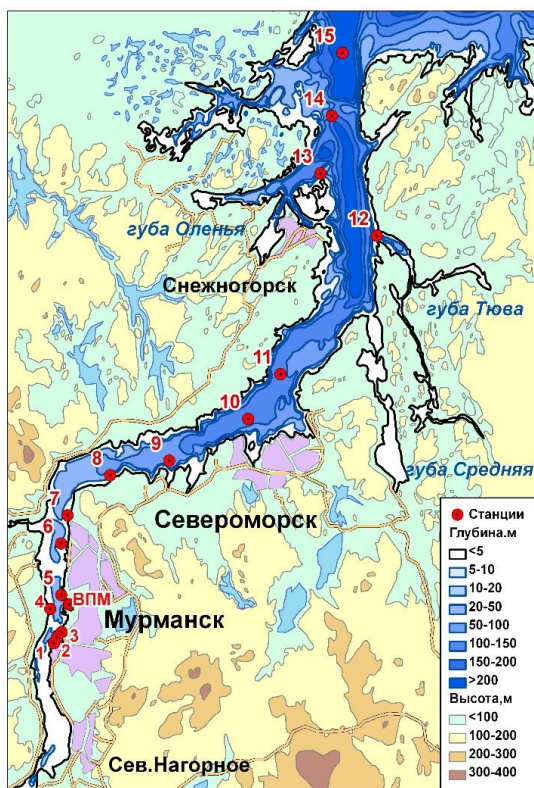 15
14
13
12
губа Оленья
Снежногорск
губа Тюва
11
10
9
8
губа Средняя
7
Североморск
6
5
4
ВПМ
Мурманск
3
1
2
Сев.Нагорное
Станции
Глубина.м
<5
5-10
10-20
20-50
50-100
100-150
150-200
>200
Высота,м
<100
100-200
200-300
300-400